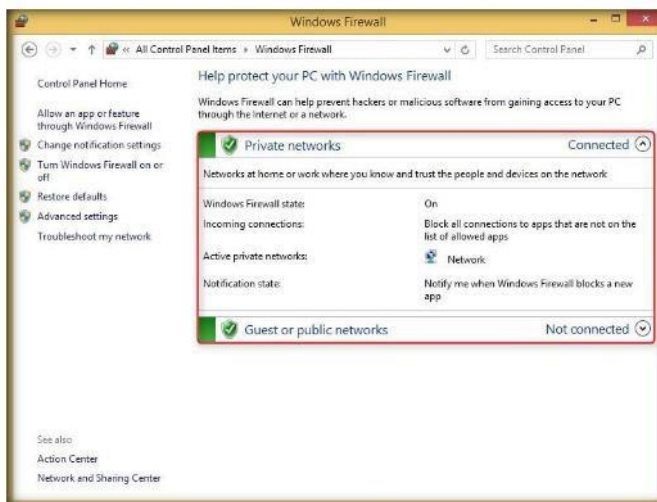 Windows Firewall
« All Control Panel Items ▸ Windows Firewall
Search Control Panel
Control Panel Home
Allow an app or feature
through Windows Firewall
Change notification settings
Turn Windows Firewall on or
off
Restore defaults
Advanced settings
Troubleshoot my network
Help protect your PC with Windows Firewall
Windows Firewall can help prevent hackers or malicious software from gaining access to your PC
through the Internet or a network.
Private networks Connected
Networks at home or work where you know and trust the people and devices on the network
Windows Firewall state: On
Incoming connections: Block all connections to apps that are not on the
list of allowed apps
Active private networks: Network
Notification state: Notify me when Windows Firewall blocks a new
app
Guest or public networks Not connected
See also
Action Center
Network and Sharing Center